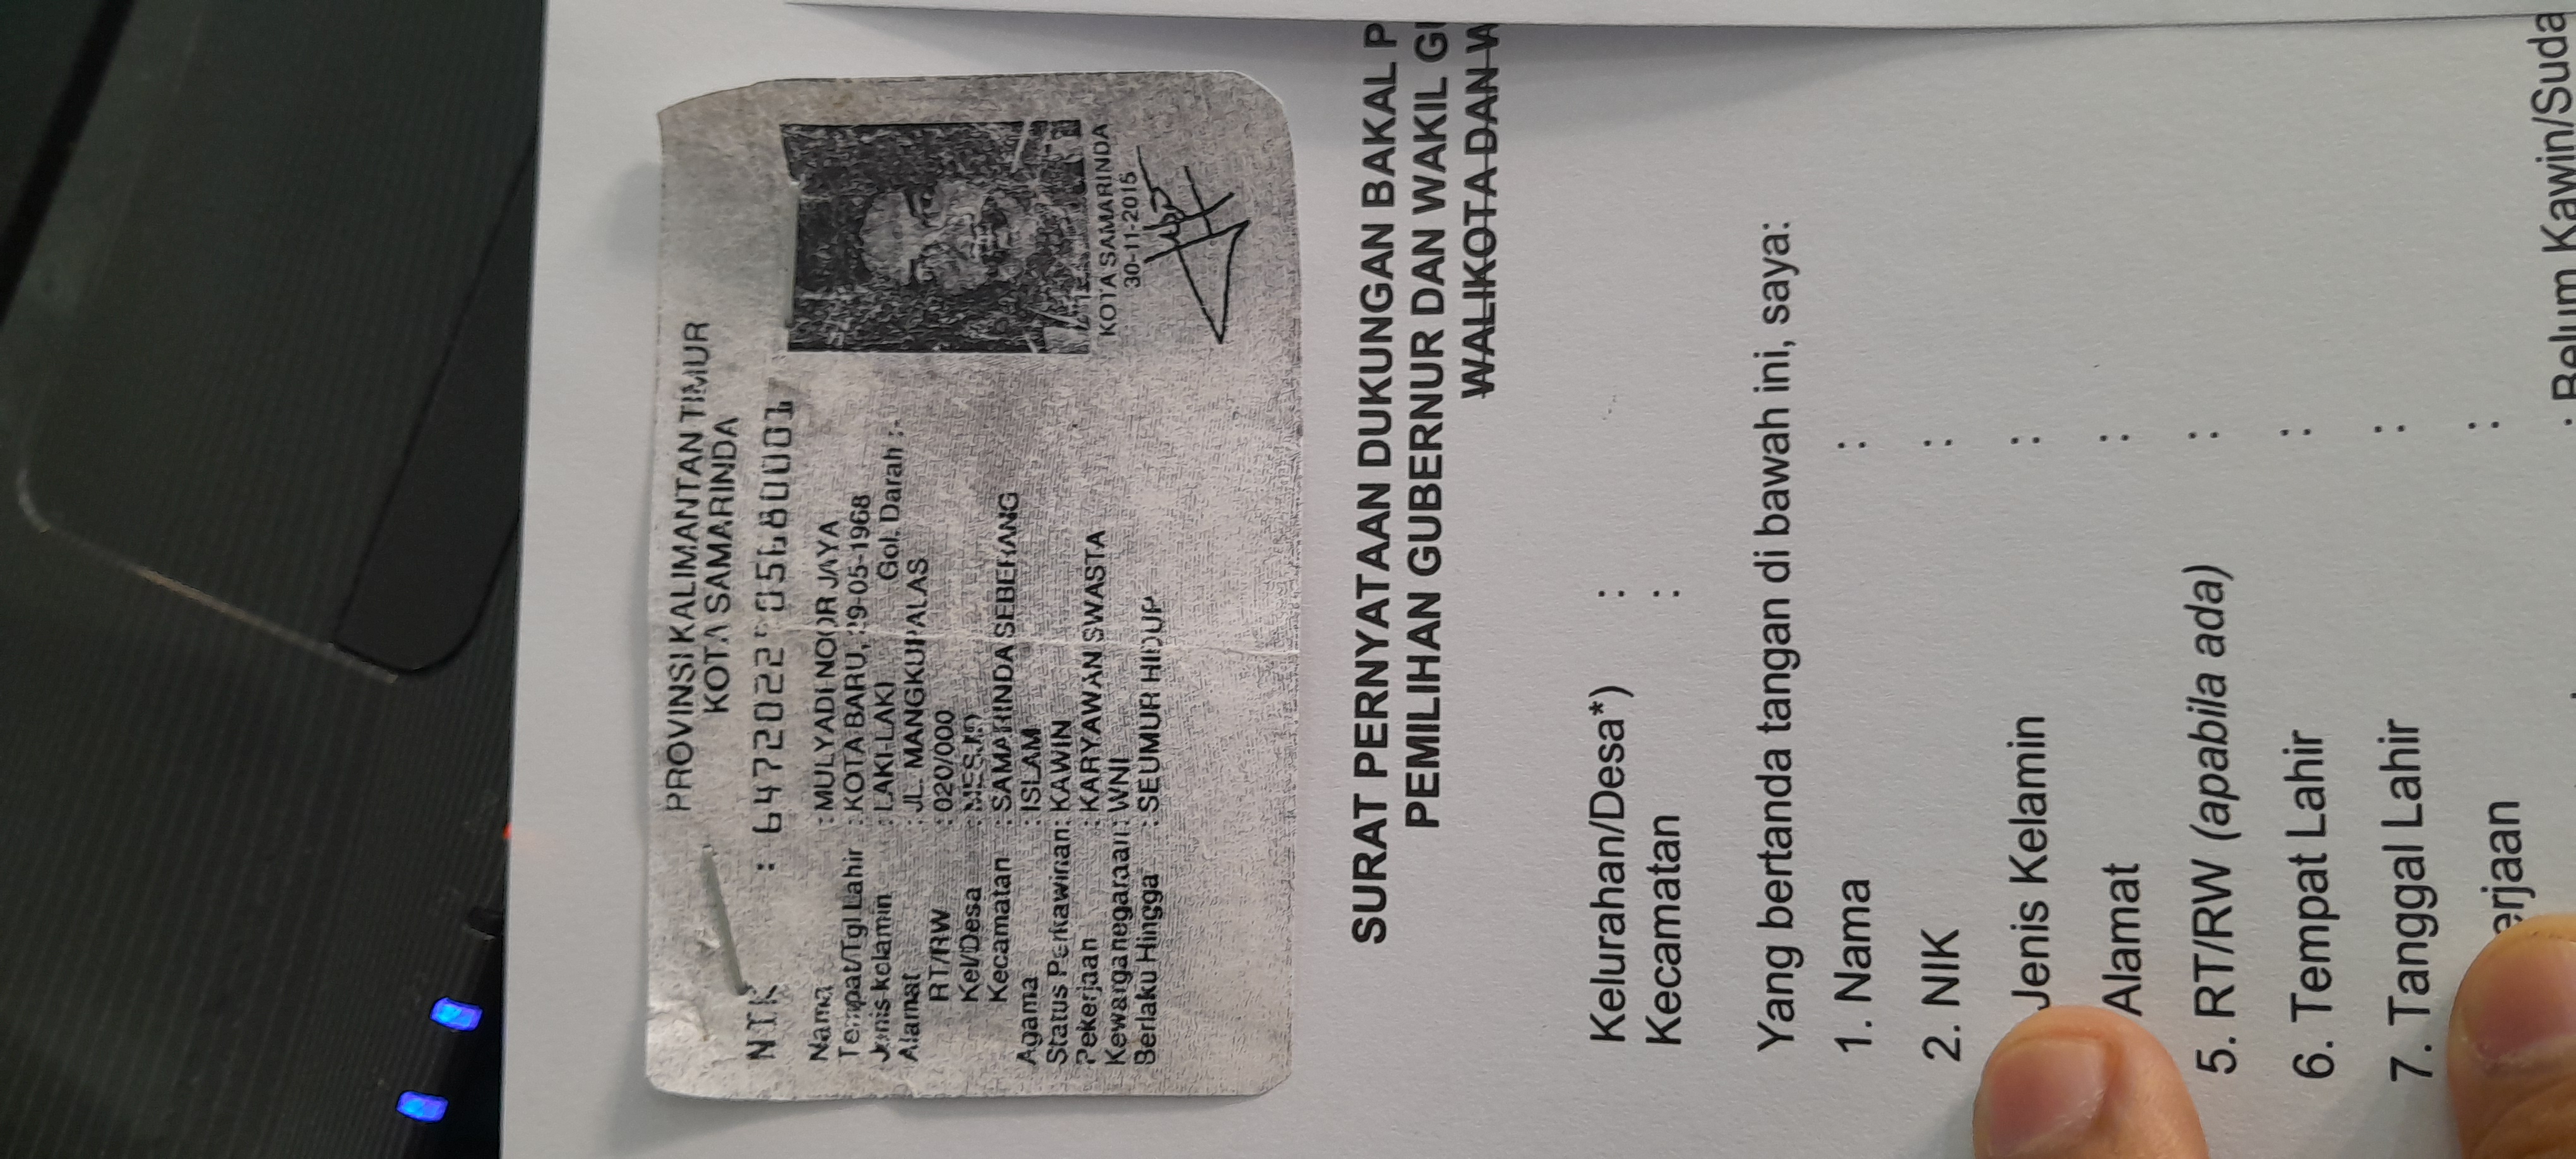 PROVINSI KALIMANTAN TIMUR
KOTA SAMARINDA
NIK :
Nama : MULYADI NOOR JAYA
Tempat/Tgl Lahir : KOTA BARU, 9-05-1968
Jenis kelamin : LAKI-LAKI Gol. Darah :-
Alamat : JL. MANGKUPALAS
RT/RW : 020/000
Kel/Desa :
Kecamatan : SAMARINDA SEBERANG
Agama : ISLAM
Status Perkawinan: KAWIN
Pekerjaan : KARYAWAN SWASTA
Kewarganegaraan: WNI
Berlaku Hingga : SEUMUR HIDUP
KOTA SAMARINDA
30-11-2015
SURAT PERNYATAAN DUKUNGAN BAKAL P
PEMILIHAN GUBERNUR DAN WAKIL G
WALIKOTA DAN W
Kelurahan/Desa*) :
Kecamatan :
Yang bertanda tangan di bawah ini, saya:
1. Nama :
2. NIK :
Jenis Kelamin :
Alamat :
5. RT/RW (apabila ada) :
6. Tempat Lahir :
7. Tanggal Lahir :
erjaan :
: Belum Kawin/Suda